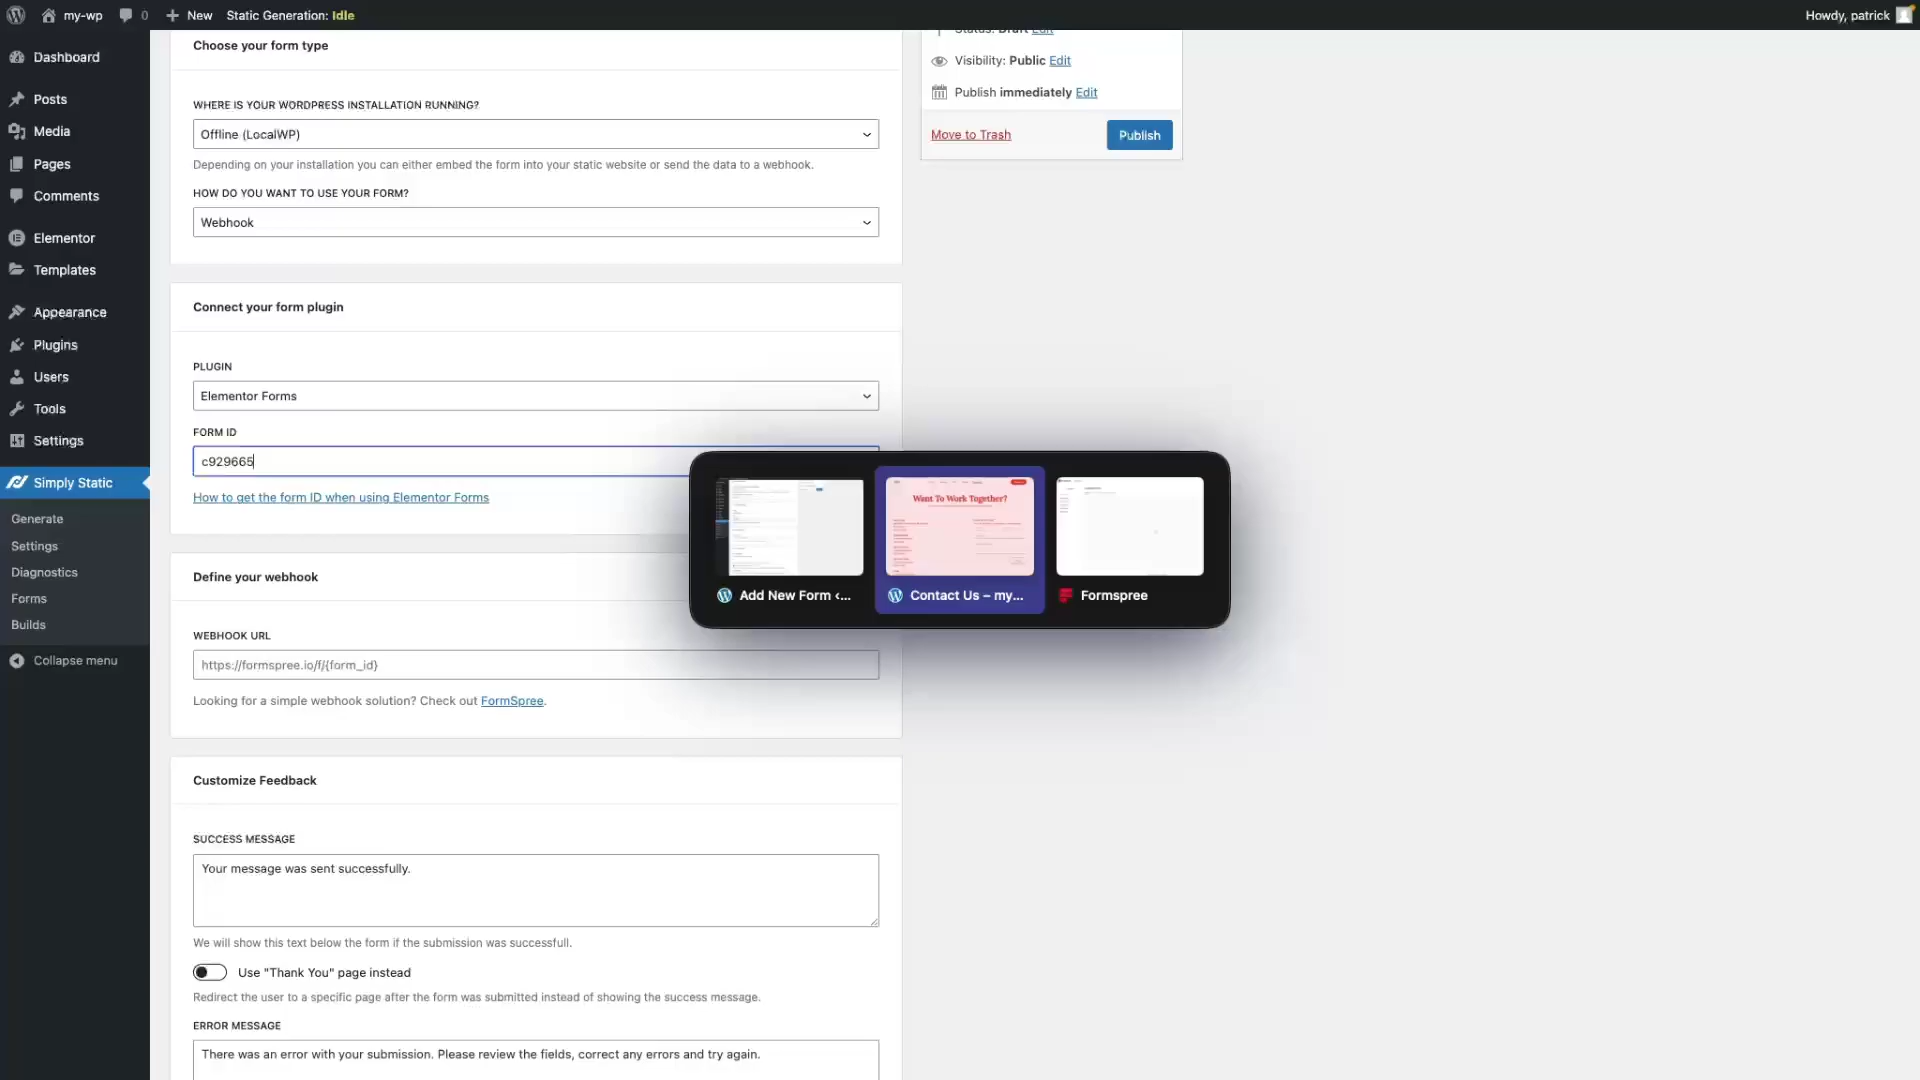 my-wp
0
New
Static Generation: Idle
Howdy, patrick
Dashboard
Posts
Media
Pages
Comments
Elementor
Templates
Appearance
Plugins
Users
Tools
Settings
Simply Static
Generate
Settings
Diagnostics
Forms
Builds
Collapse menu
Choose your form type
WHERE IS YOUR WORDPRESS INSTALLATION RUNNING?
Offline (LocalWP)
Depending on your installation you can either embed the form into your static website or send the data to a webhook.
HOW DO YOU WANT TO USE YOUR FORM?
Webhook
Connect your form plugin
PLUGIN
Elementor Forms
FORM ID
c929665
How to get the form ID when using Elementor Forms
Define your webhook
WEBHOOK URL
https://formspree.io/f/{form_id}
Looking for a simple webhook solution? Check out FormSpree.
Customize Feedback
SUCCESS MESSAGE
Your message was sent successfully.
We will show this text below the form if the submission was successfull.
Use "Thank You" page instead
Redirect the user to a specific page after the form was submitted instead of showing the success message.
ERROR MESSAGE
There was an error with your submission. Please review the fields, correct any errors and try again.
Status: Draft Edit
Visibility: Public Edit
Publish immediately Edit
Move to Trash
Publish
Want To Work Together?
Add New Form ‹...
Contact Us – my...
Formspree